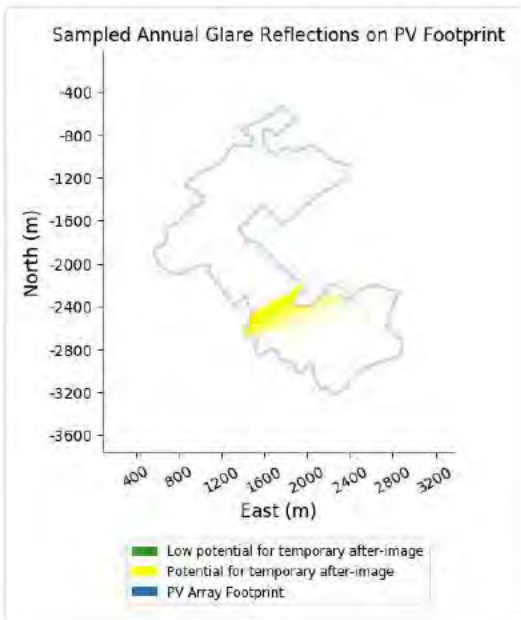 Sampled Annual Glare Reflections on PV Footprint
-400
-800
-1200
-1600
-2000
-2400
-2800
-3200
-3600
North (m)
400
800
1200
1600
2000
2400
2800
3200
East (m)
Low potential for temporary after-image
Potential for temporary after-image
PV Array Footprint